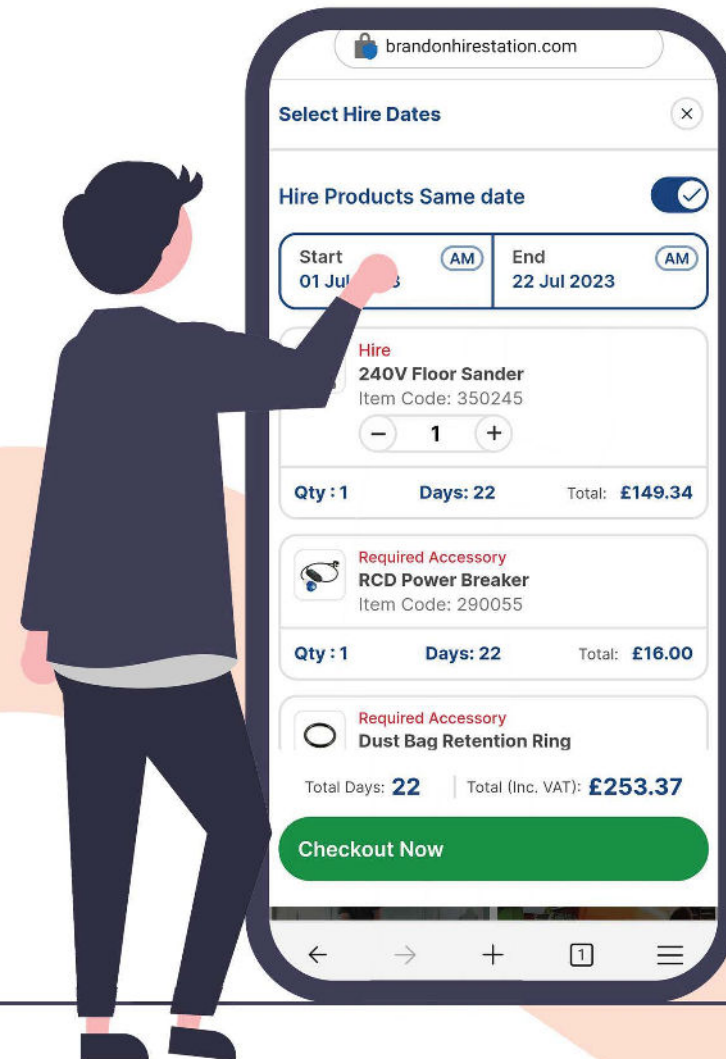 brandonhirestation.com
Select Hire Dates
Hire Products Same date
Start AM End AM
01 Jul 3 22 Jul 2023
Hire
240V Floor Sander
Item Code: 350245
− 1 +
Qty : 1 Days: 22 Total: £149.34
Required Accessory
RCD Power Breaker
Item Code: 290055
Qty : 1 Days: 22 Total: £16.00
Required Accessory
Dust Bag Retention Ring
Total Days: 22 Total (Inc. VAT): £253.37
Checkout Now
1